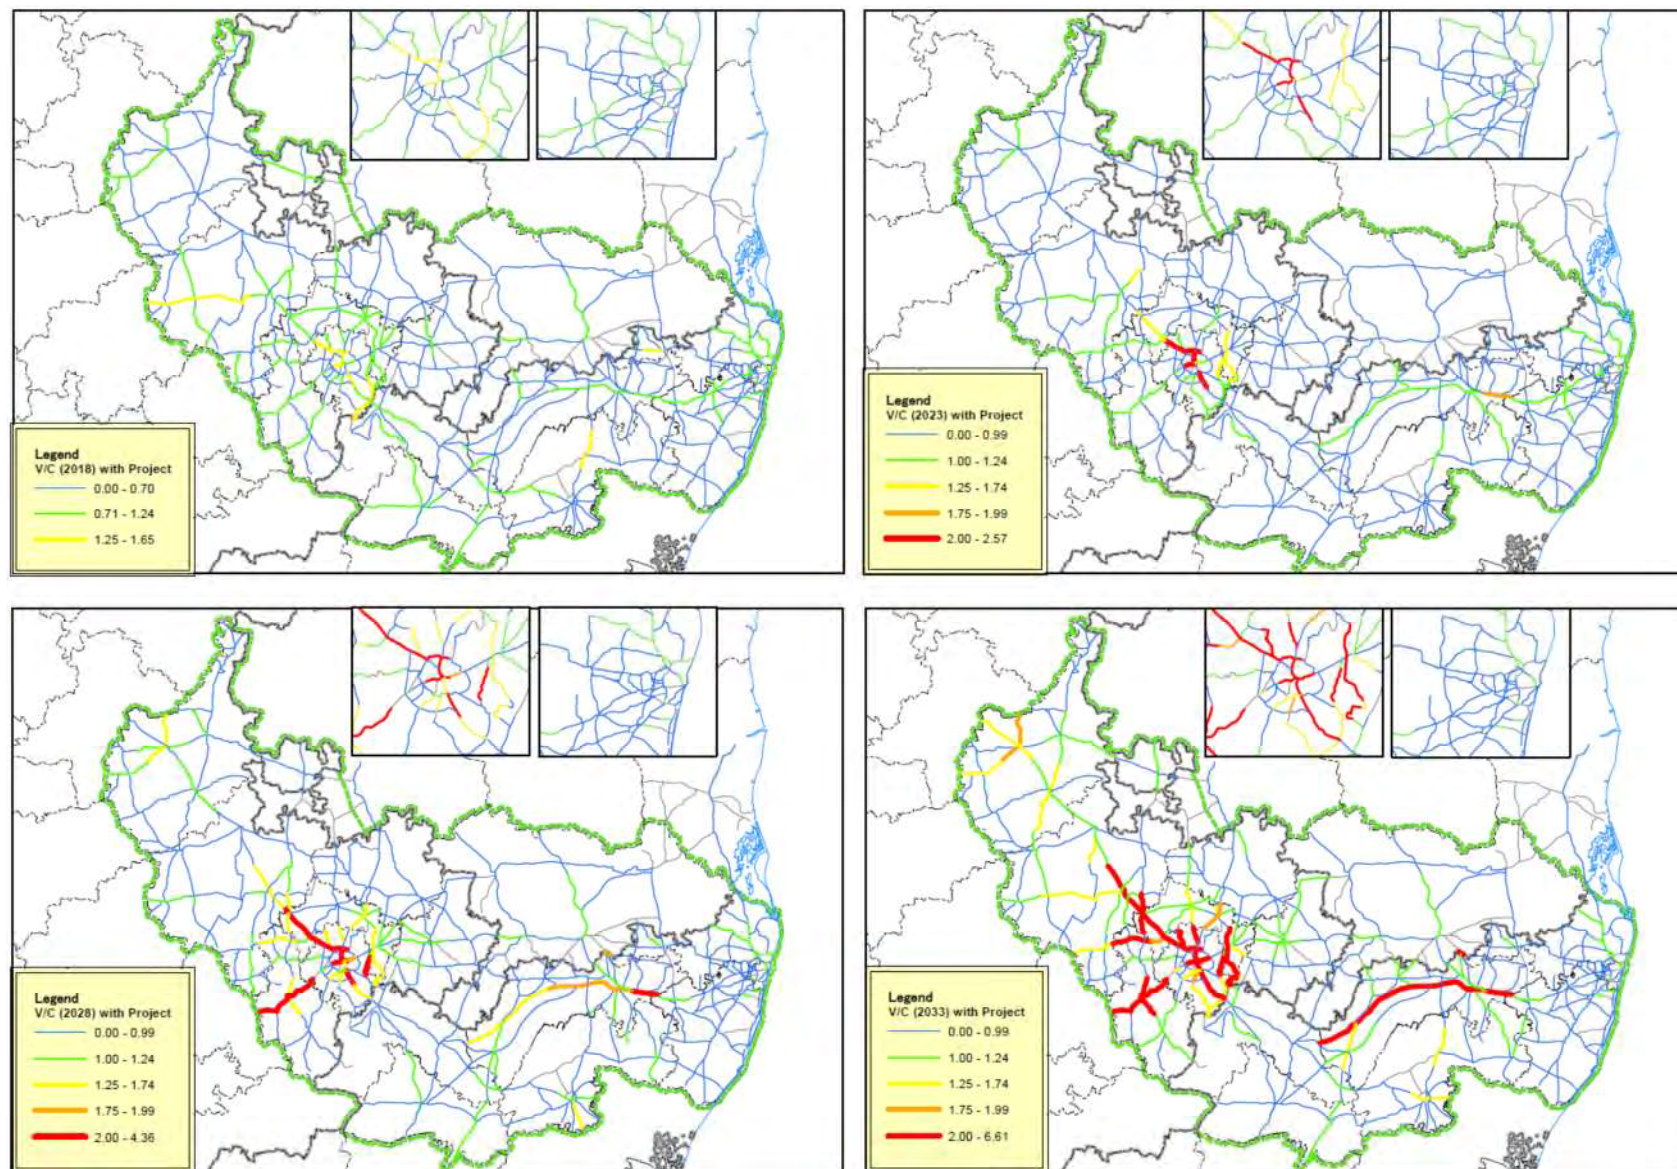 Legend
V/C (2018) with Project
0.00 - 0.70
0.71 - 1.24
1.25 - 1.65
Legend
V/C (2023) with Project
0.00 - 0.99
1.00 - 1.24
1.25 - 1.74
1.75 - 1.99
2.00 - 2.57
Legend
V/C (2028) with Project
0.00 - 0.99
1.00 - 1.24
1.25 - 1.74
1.75 - 1.99
2.00 - 4.36
Legend
V/C (2033) with Project
0.00 - 0.99
1.00 - 1.24
1.25 - 1.74
1.75 - 1.99
2.00 - 6.61